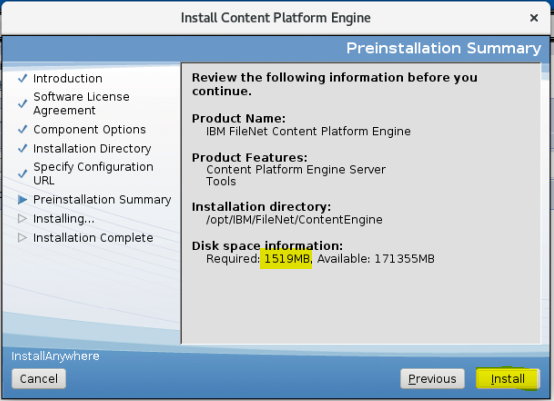 Install Content Platform Engine
×
Preinstallation Summary
Introduction
Software License
Agreement
Component Options
Installation Directory
Specify Configuration
URL
Preinstallation Summary
Installing...
Installation Complete
Review the following information before you
continue.
Product Name:
IBM FileNet Content Platform Engine
Product Features:
Content Platform Engine Server
Tools
Installation directory:
/opt/IBM/FileNet/ContentEngine
Disk space information:
Required: 1519MB, Available: 171355MB
InstallAnywhere
Cancel
Previous
Install